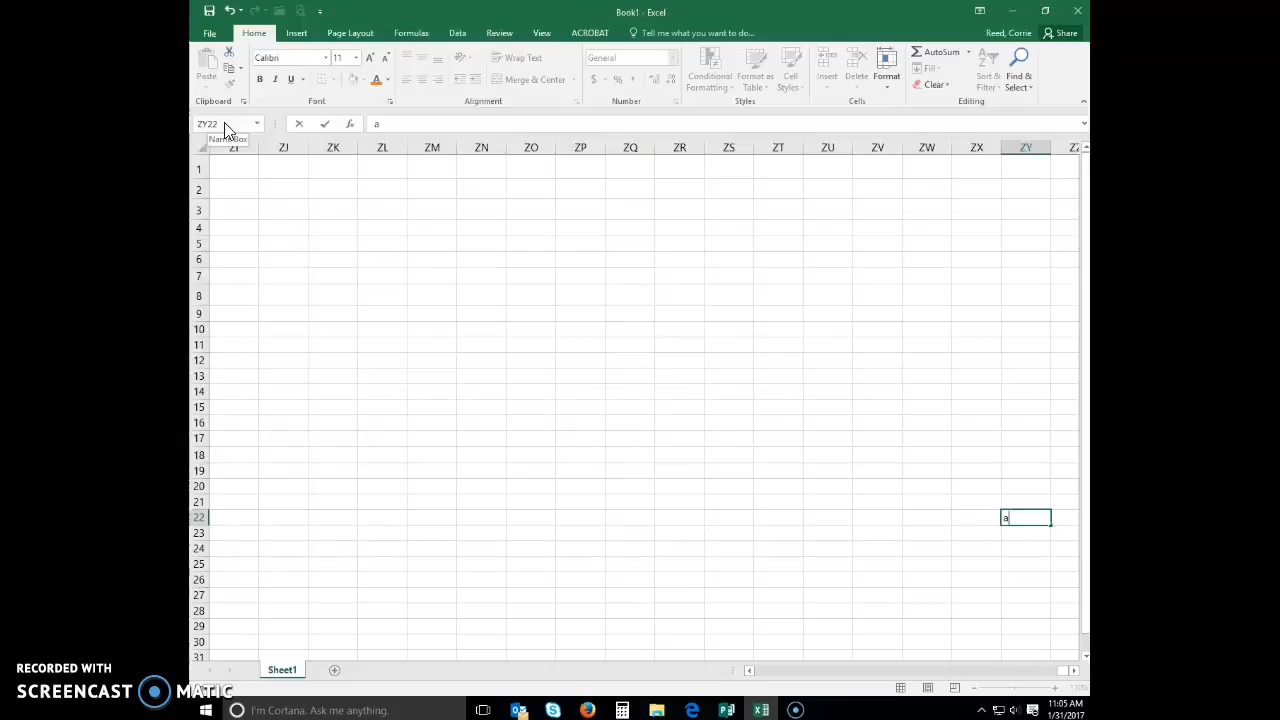 Book1 - Excel
File Home Insert Page Layout Formulas Data Review View ACROBAT Tell me what you want to do... Reed, Corrie Share
Paste Calibri 11 Wrap Text General Conditional Format as Cell Insert Delete Format AutoSum Sort & Find &
B I U A Merge & Center $ % Formatting Table Styles Fill Filter Select
Clear
Clipboard Font Alignment Number Styles Cells Editing
ZY22 fx a
Name Box
ZJ ZK ZL ZM ZN ZO ZP ZQ ZR ZS ZT ZU ZV ZW ZX ZY
1
2
3
4
5
6
7
8
9
10
11
12
13
14
15
16
17
18
19
20
21
22 a
23
24
25
26
27
28
29
30
31
Sheet1
110%
RECORDED WITH
SCREENCAST MATIC
I'm Cortana. Ask me anything.
11:05 AM
1/31/2017